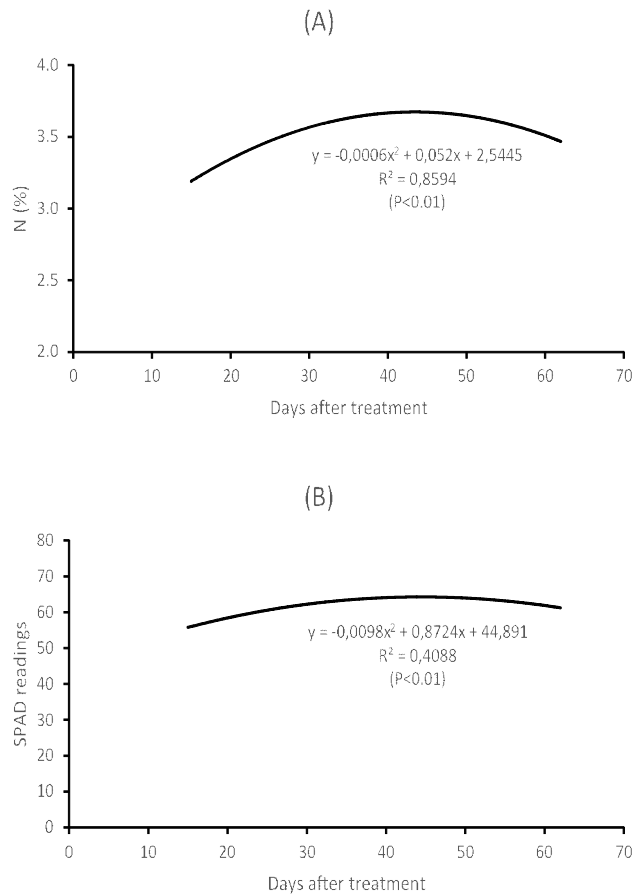 (A)
4.0
3.5
3.0
2.5
2.0
N (%)
y = -0,0006x² + 0,052x + 2,5445
R² = 0,8594
(P<0.01)
0 10 20 30 40 50 60 70
Days after treatment
(B)
80
70
60
50
40
30
20
10
0
SPAD readings
y = -0,0098x² + 0,8724x + 44,891
R² = 0,4088
(P<0.01)
0 10 20 30 40 50 60 70
Days after treatment